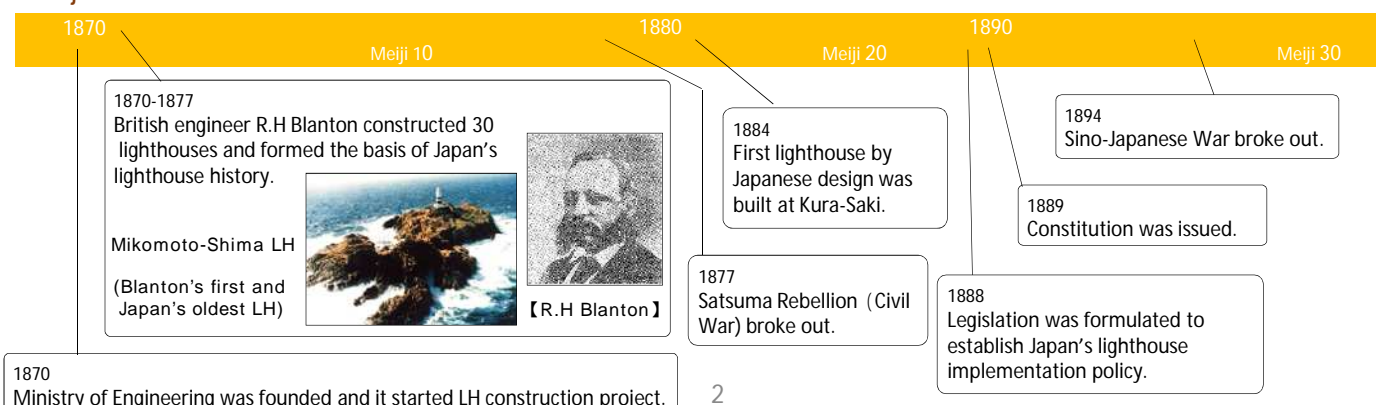 1870
1880
1890
Meiji 10
Meiji 20
Meiji 30
1870-1877
British engineer R.H Blanton constructed 30
lighthouses and formed the basis of Japan's
lighthouse history.
Mikomoto-Shima LH
(Blanton's first and
Japan's oldest LH)
【R.H Blanton】
1884
First lighthouse by
Japanese design was
built at Kura-Saki.
1894
Sino-Japanese War broke out.
1889
Constitution was issued.
1877
Satsuma Rebellion (Civil
War) broke out.
1888
Legislation was formulated to
establish Japan's lighthouse
implementation policy.
1870
Ministry of Engineering was founded and it started LH construction project.
2